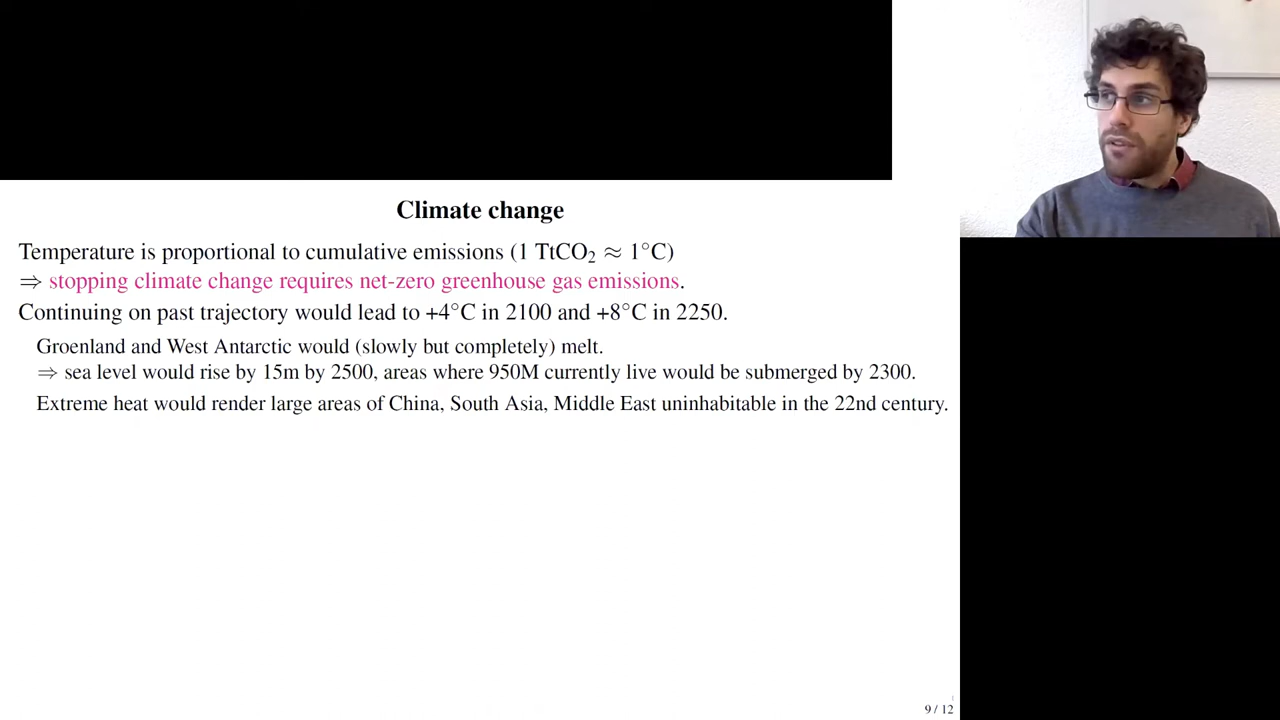 Climate change
Temperature is proportional to cumulative emissions (1 TtCO₂ ≈ 1°C)
⇒ stopping climate change requires net-zero greenhouse gas emissions.
Continuing on past trajectory would lead to +4°C in 2100 and +8°C in 2250.
Groenland and West Antarctic would (slowly but completely) melt.
⇒ sea level would rise by 15m by 2500, areas where 950M currently live would be submerged by 2300.
Extreme heat would render large areas of China, South Asia, Middle East uninhabitable in the 22nd century.
9 / 12